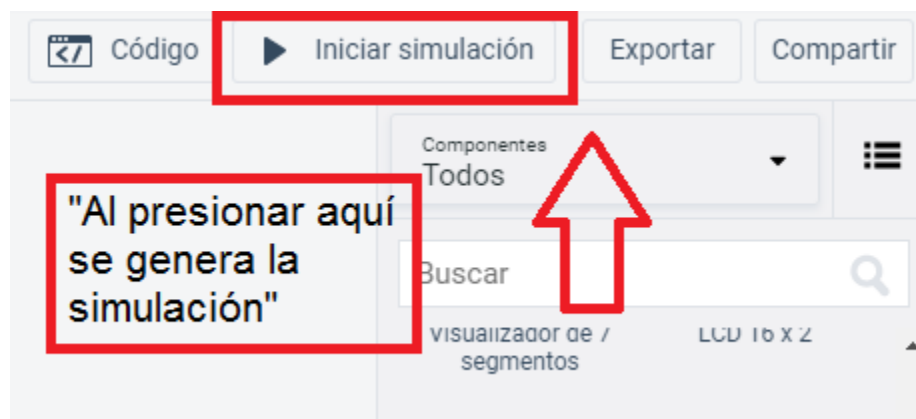 Código
Iniciar simulación
Exportar
Compartir
Componentes
Todos
"Al presionar aquí
se genera la
simulación"
Buscar
Visualizador de 7
segmentos
LCD 16 x 2